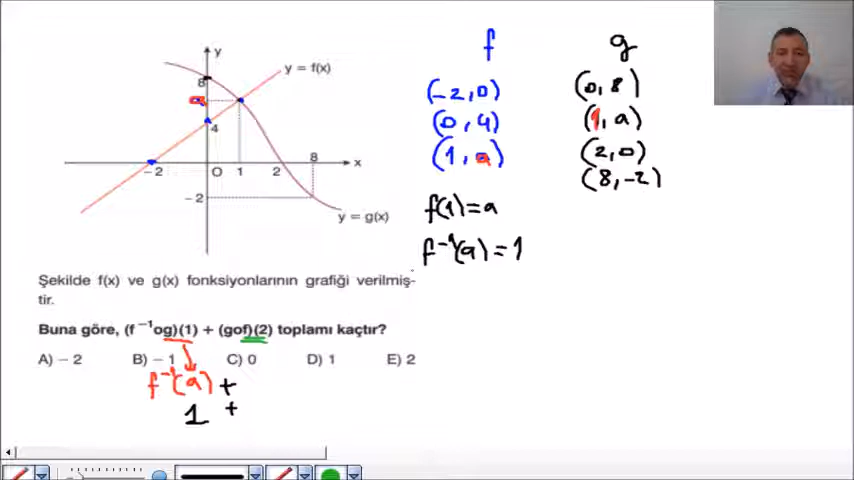 y
8
y = f(x)
a
4
-2
O
1
2
8
x
-2
y = g(x)
f
(-2,0)
(0,4)
(1,a)
f(1)=a
f⁻¹(a)=1
g
(0,8)
(1,a)
(2,0)
(8,-2)
Şekilde f(x) ve g(x) fonksiyonlarının grafiği verilmiş-
tir.
Buna göre, (f⁻¹og)(1) + (gof)(2) toplamı kaçtır?
A) – 2 B) – 1 C) 0 D) 1 E) 2
f⁻¹(a) +
1 +